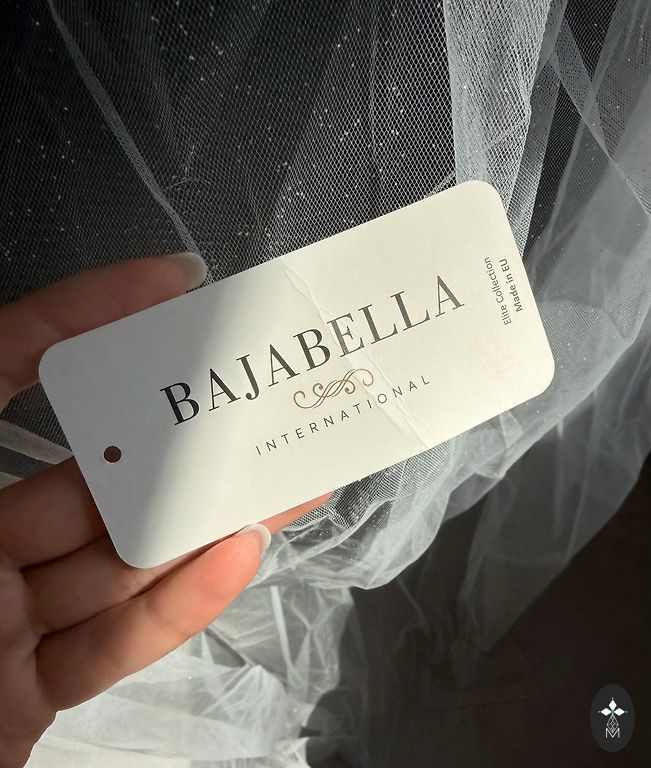 BAJABELLA
INTERNATIONAL
Elite Collection
Made in EU
M